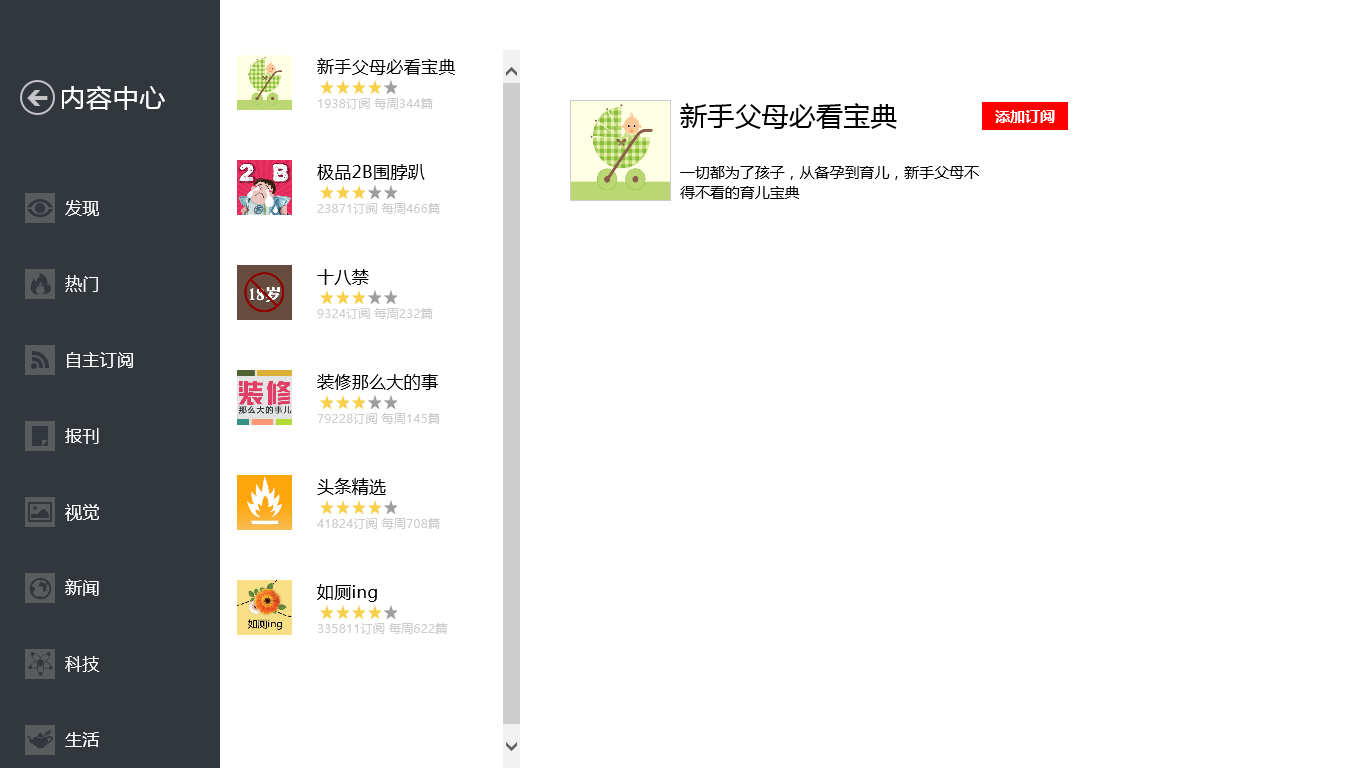 内容中心
发现
热门
自主订阅
报刊
视觉
新闻
科技
生活
新手父母必看宝典
1938订阅 每周344篇
2 B
极品2B围脖趴
23871订阅 每周466篇
18岁
十八禁
9324订阅 每周232篇
装修
那么大的事儿
装修那么大的事
79228订阅 每周145篇
头条精选
41824订阅 每周708篇
如厕ing
如厕ing
335811订阅 每周622篇
新手父母必看宝典
添加订阅
一切都为了孩子，从备孕到育儿，新手父母不
得不看的育儿宝典